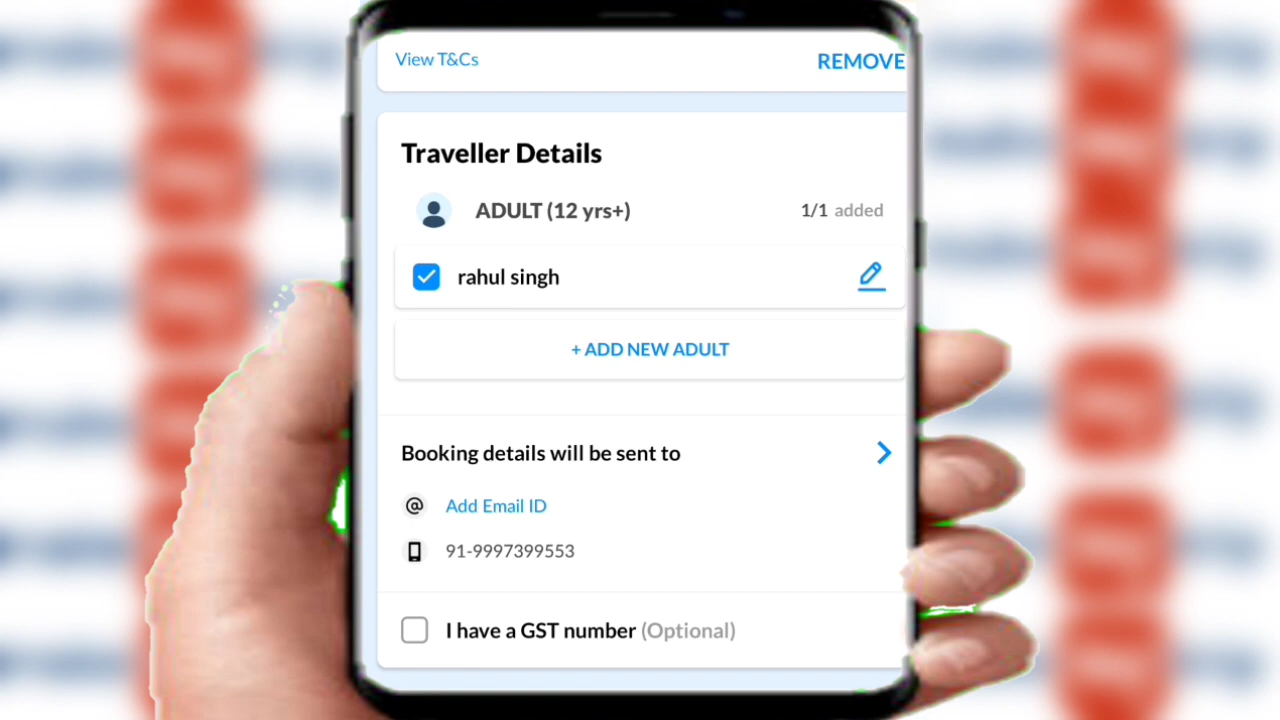 View T&Cs
REMOVE
Traveller Details
ADULT (12 yrs+)
1/1 added
rahul singh
+ ADD NEW ADULT
Booking details will be sent to
@ Add Email ID
91-9997399553
I have a GST number (Optional)